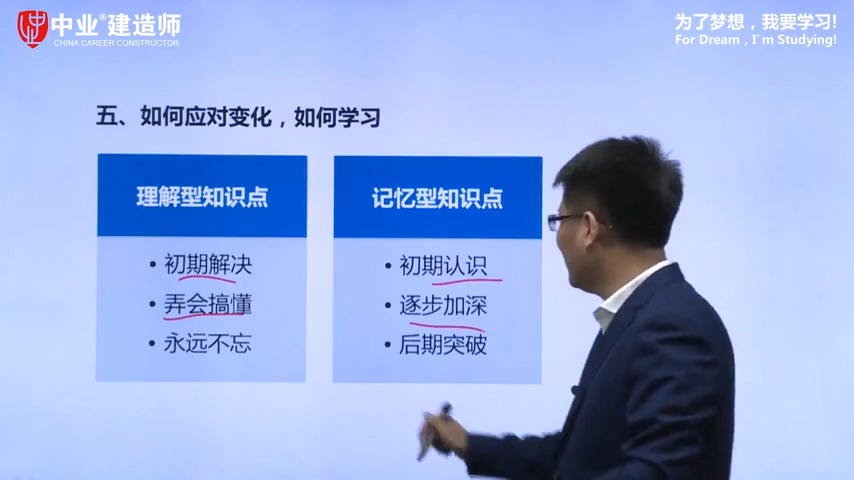 中业®建造师
CHINA CAREER CONSTRUCTOR
为了梦想，我要学习!
For Dream , I'm Studying!
五、如何应对变化，如何学习
理解型知识点
• 初期解决
• 弄会搞懂
• 永远不忘
记忆型知识点
• 初期认识
• 逐步加深
• 后期突破